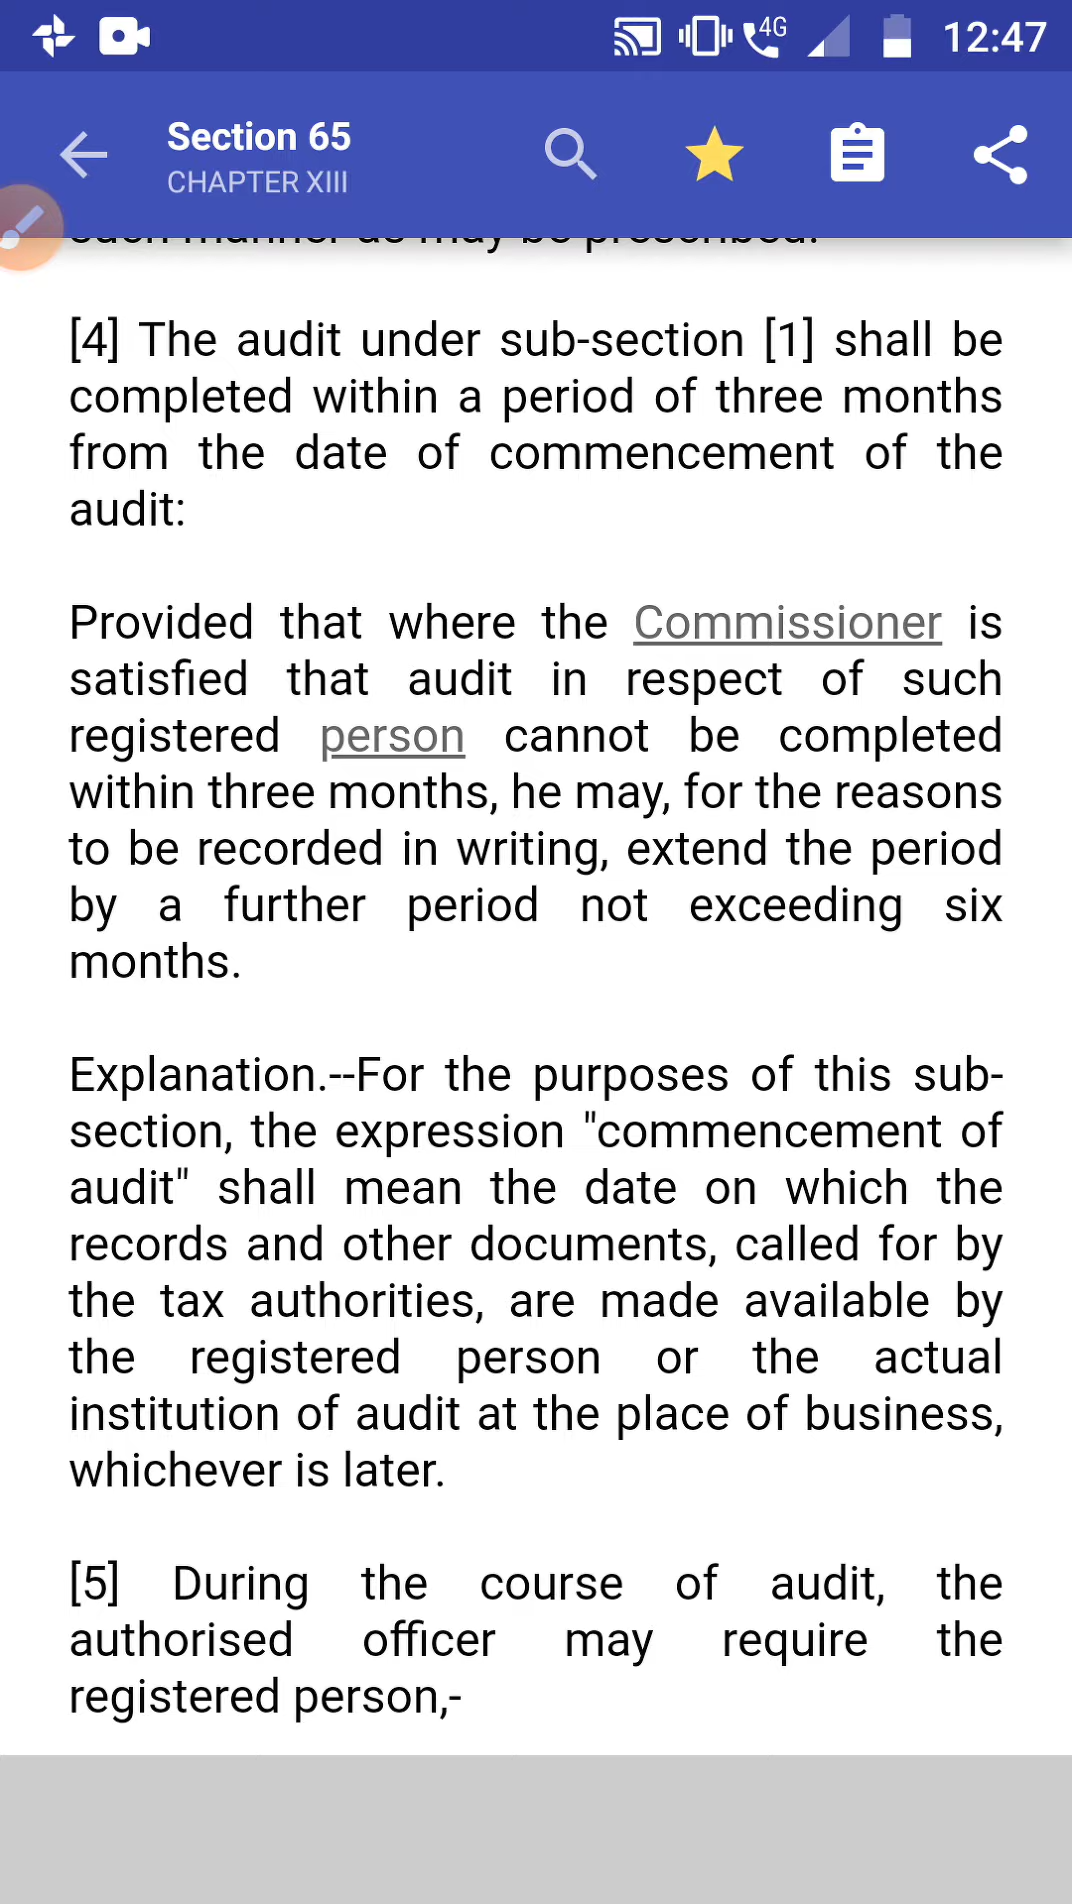 4G 12:47
Section 65
CHAPTER XIII
such manner as may be prescribed.
[4] The audit under sub-section [1] shall be
completed within a period of three months
from the date of commencement of the
audit:
Provided that where the Commissioner is
satisfied that audit in respect of such
registered person cannot be completed
within three months, he may, for the reasons
to be recorded in writing, extend the period
by a further period not exceeding six
months.
Explanation.--For the purposes of this sub-
section, the expression "commencement of
audit" shall mean the date on which the
records and other documents, called for by
the tax authorities, are made available by
the registered person or the actual
institution of audit at the place of business,
whichever is later.
[5] During the course of audit, the
authorised officer may require the
registered person,-